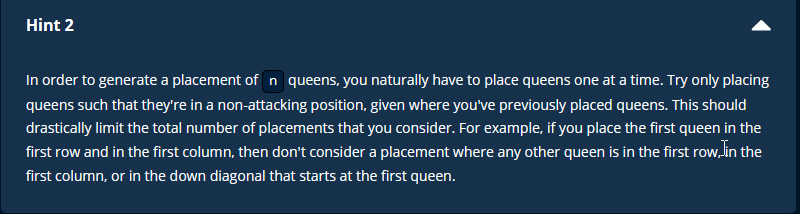 Hint 2
In order to generate a placement of n queens, you naturally have to place queens one at a time. Try only placing
queens such that they're in a non-attacking position, given where you've previously placed queens. This should
drastically limit the total number of placements that you consider. For example, if you place the first queen in the
first row and in the first column, then don't consider a placement where any other queen is in the first row, in the
first column, or in the down diagonal that starts at the first queen.